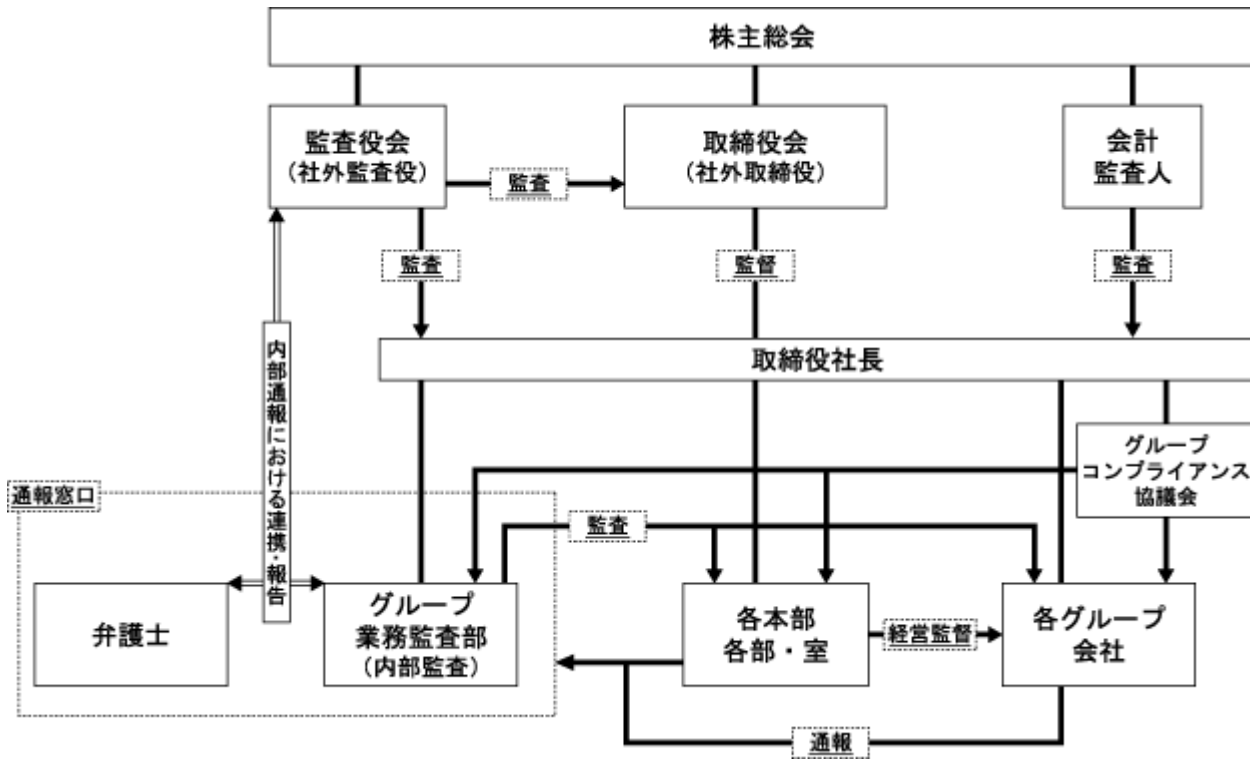 株主総会
監査役会
(社外監査役)
監査
取締役会
(社外取締役)
会計
監査人
監査
監督
監査
取締役社長
内部通報における連携・報告
グループ
コンプライアンス
協議会
通報窓口
監査
弁護士
グループ
業務監査部
(内部監査)
各本部
各部・室
経営監督
各グループ
会社
通報